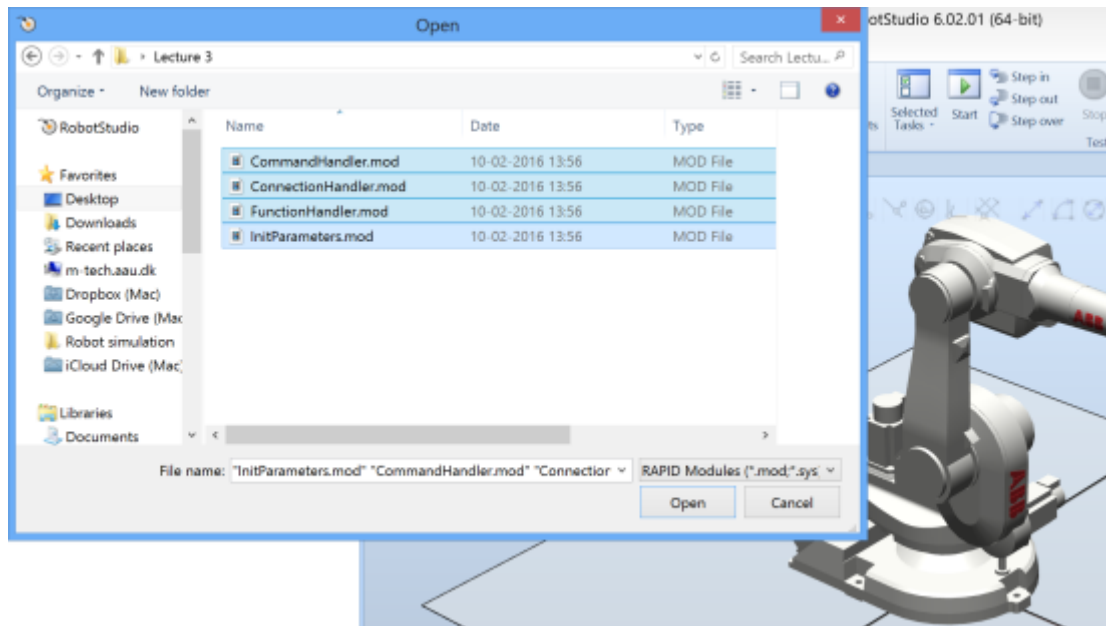 Open
otStudio 6.02.01 (64-bit)
Lecture 3
Search Lectu...
Organize
New folder
Step in
Step out
Step over
Selected
Tasks
Start
Stop
ts
Test
RobotStudio
Favorites
Desktop
Downloads
Recent places
m-tech.aau.dk
Dropbox (Mac)
Google Drive (Mac
Robot simulation
iCloud Drive (Mac)
Libraries
Documents
Name Date Type
CommandHandler.mod 10-02-2016 13:56 MOD File
ConnectionHandler.mod 10-02-2016 13:56 MOD File
FunctionHandler.mod 10-02-2016 13:56 MOD File
InitParameters.mod 10-02-2016 13:56 MOD File
File name: "InitParameters.mod" "CommandHandler.mod" "Connection
RAPID Modules (*.mod;*.sys
Open
Cancel
ABB
ABB